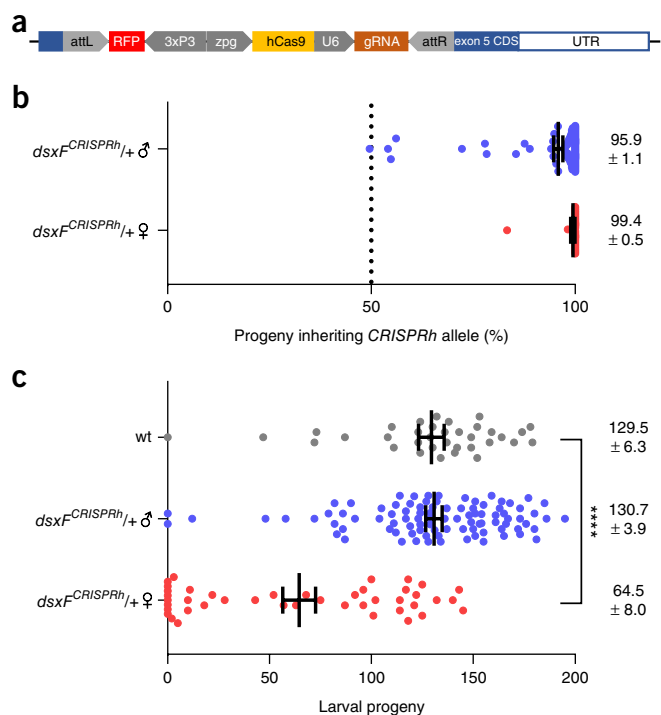 a
attL RFP 3xP3 zpg hCas9 U6 gRNA attR exon 5 CDS UTR
b
dsxF^CRISPRh/+♂
95.9
± 1.1
dsxF^CRISPRh/+♀
99.4
± 0.5
0 50 100
Progeny inheriting CRISPRh allele (%)
c
wt
129.5
± 6.3
dsxF^CRISPRh/+♂
130.7
± 3.9
****
dsxF^CRISPRh/+♀
64.5
± 8.0
0 50 100 150 200
Larval progeny